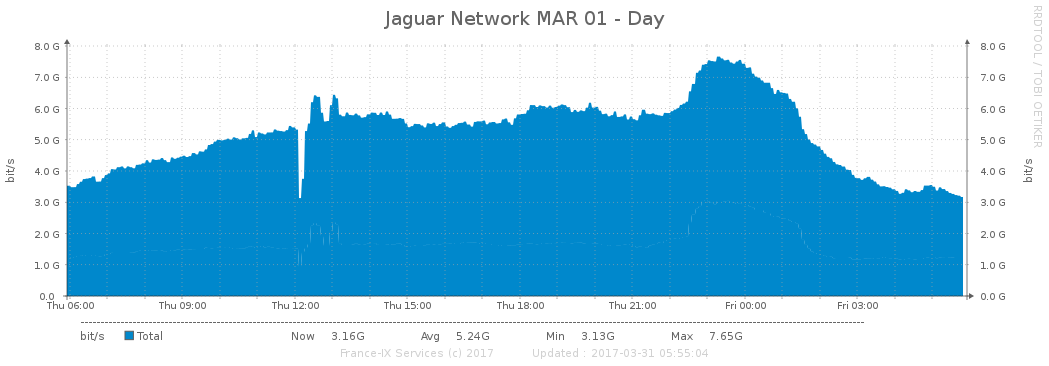 Jaguar Network MAR 01 - Day
RRDTOOL / TOBI OETIKER
8.0 G 8.0 G
7.0 G 7.0 G
6.0 G 6.0 G
5.0 G 5.0 G
4.0 G 4.0 G
3.0 G 3.0 G
2.0 G 2.0 G
1.0 G 1.0 G
0.0 0.0 G
bit/s bit/s
Thu 06:00 Thu 09:00 Thu 12:00 Thu 15:00 Thu 18:00 Thu 21:00 Fri 00:00 Fri 03:00
bit/s Total Now 3.16G Avg 5.24G Min 3.13G Max 7.65G
France-IX Services (c) 2017 Updated : 2017-03-31 05:55:04